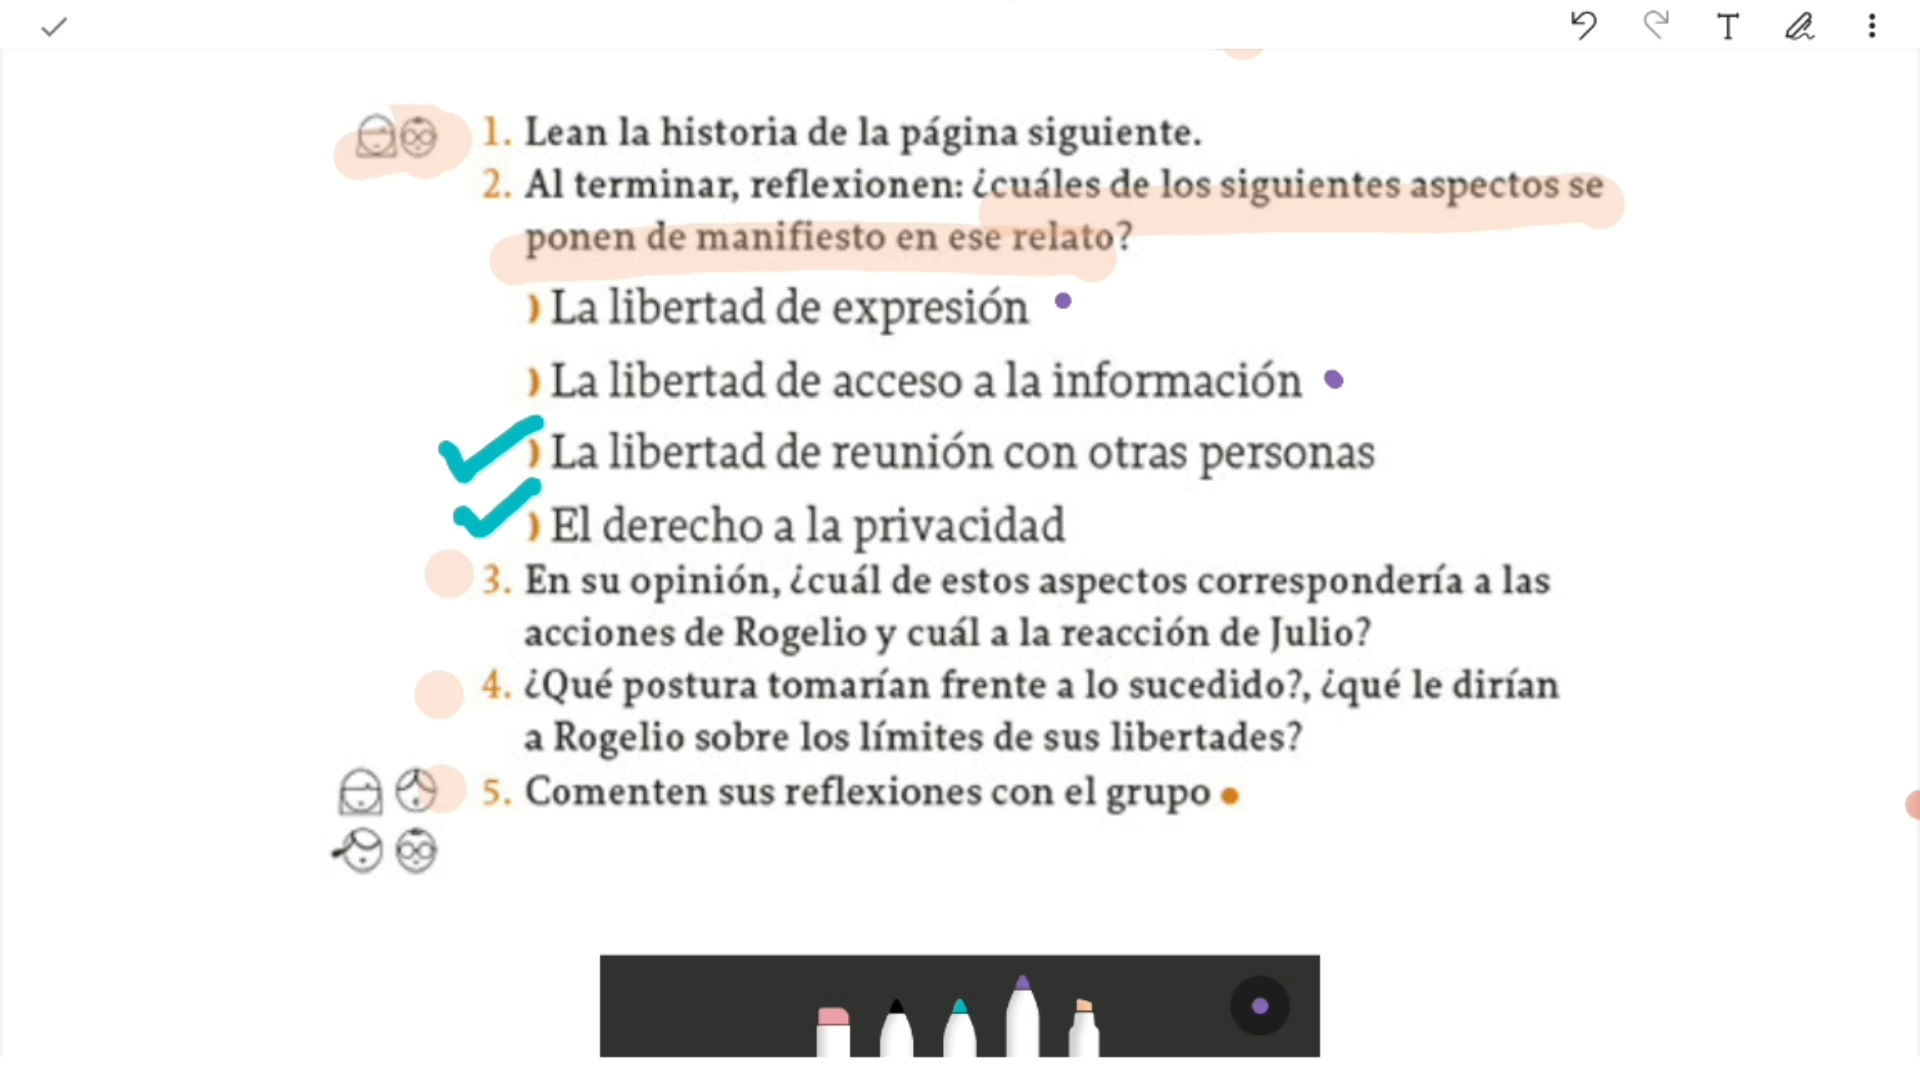 1. Lean la historia de la página siguiente.
2. Al terminar, reflexionen: ¿cuáles de los siguientes aspectos se
ponen de manifiesto en ese relato?
) La libertad de expresión
) La libertad de acceso a la información
) La libertad de reunión con otras personas
) El derecho a la privacidad
3. En su opinión, ¿cuál de estos aspectos correspondería a las
acciones de Rogelio y cuál a la reacción de Julio?
4. ¿Qué postura tomarían frente a lo sucedido?, ¿qué le dirían
a Rogelio sobre los límites de sus libertades?
5. Comenten sus reflexiones con el grupo